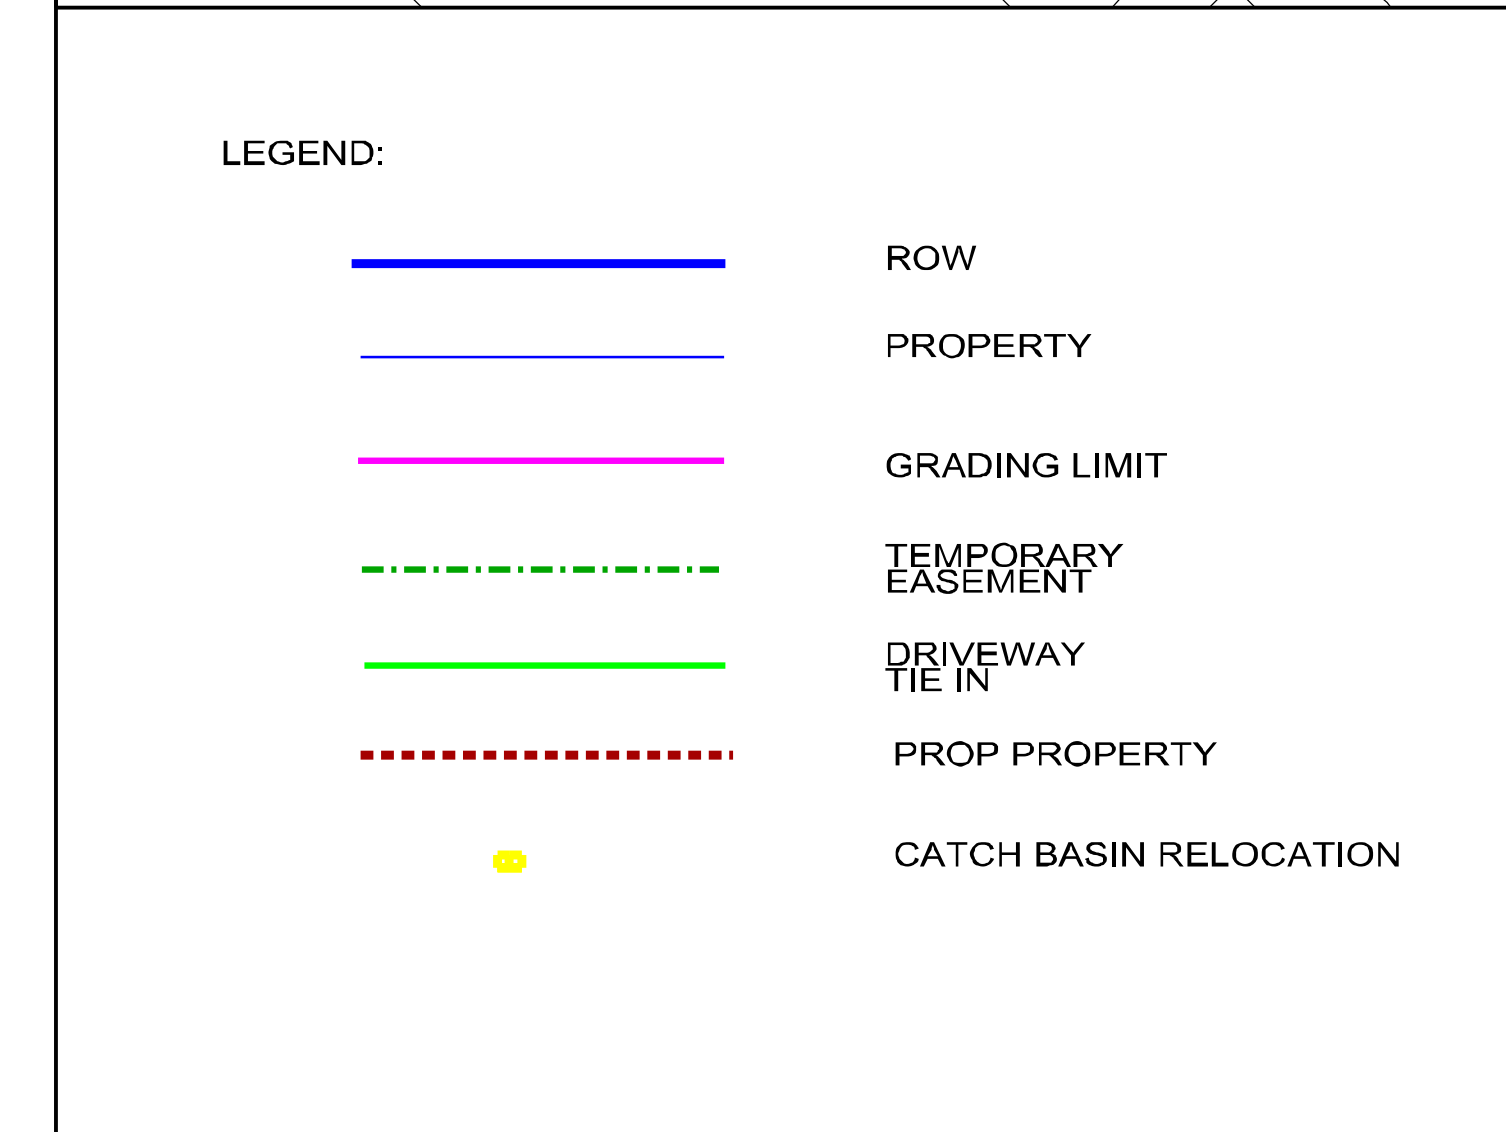 LEGEND:
ROW
PROPERTY
GRADING LIMIT
TEMPORARY
EASEMENT
DRIVEWAY
TIE IN
PROP PROPERTY
CATCH BASIN RELOCATION